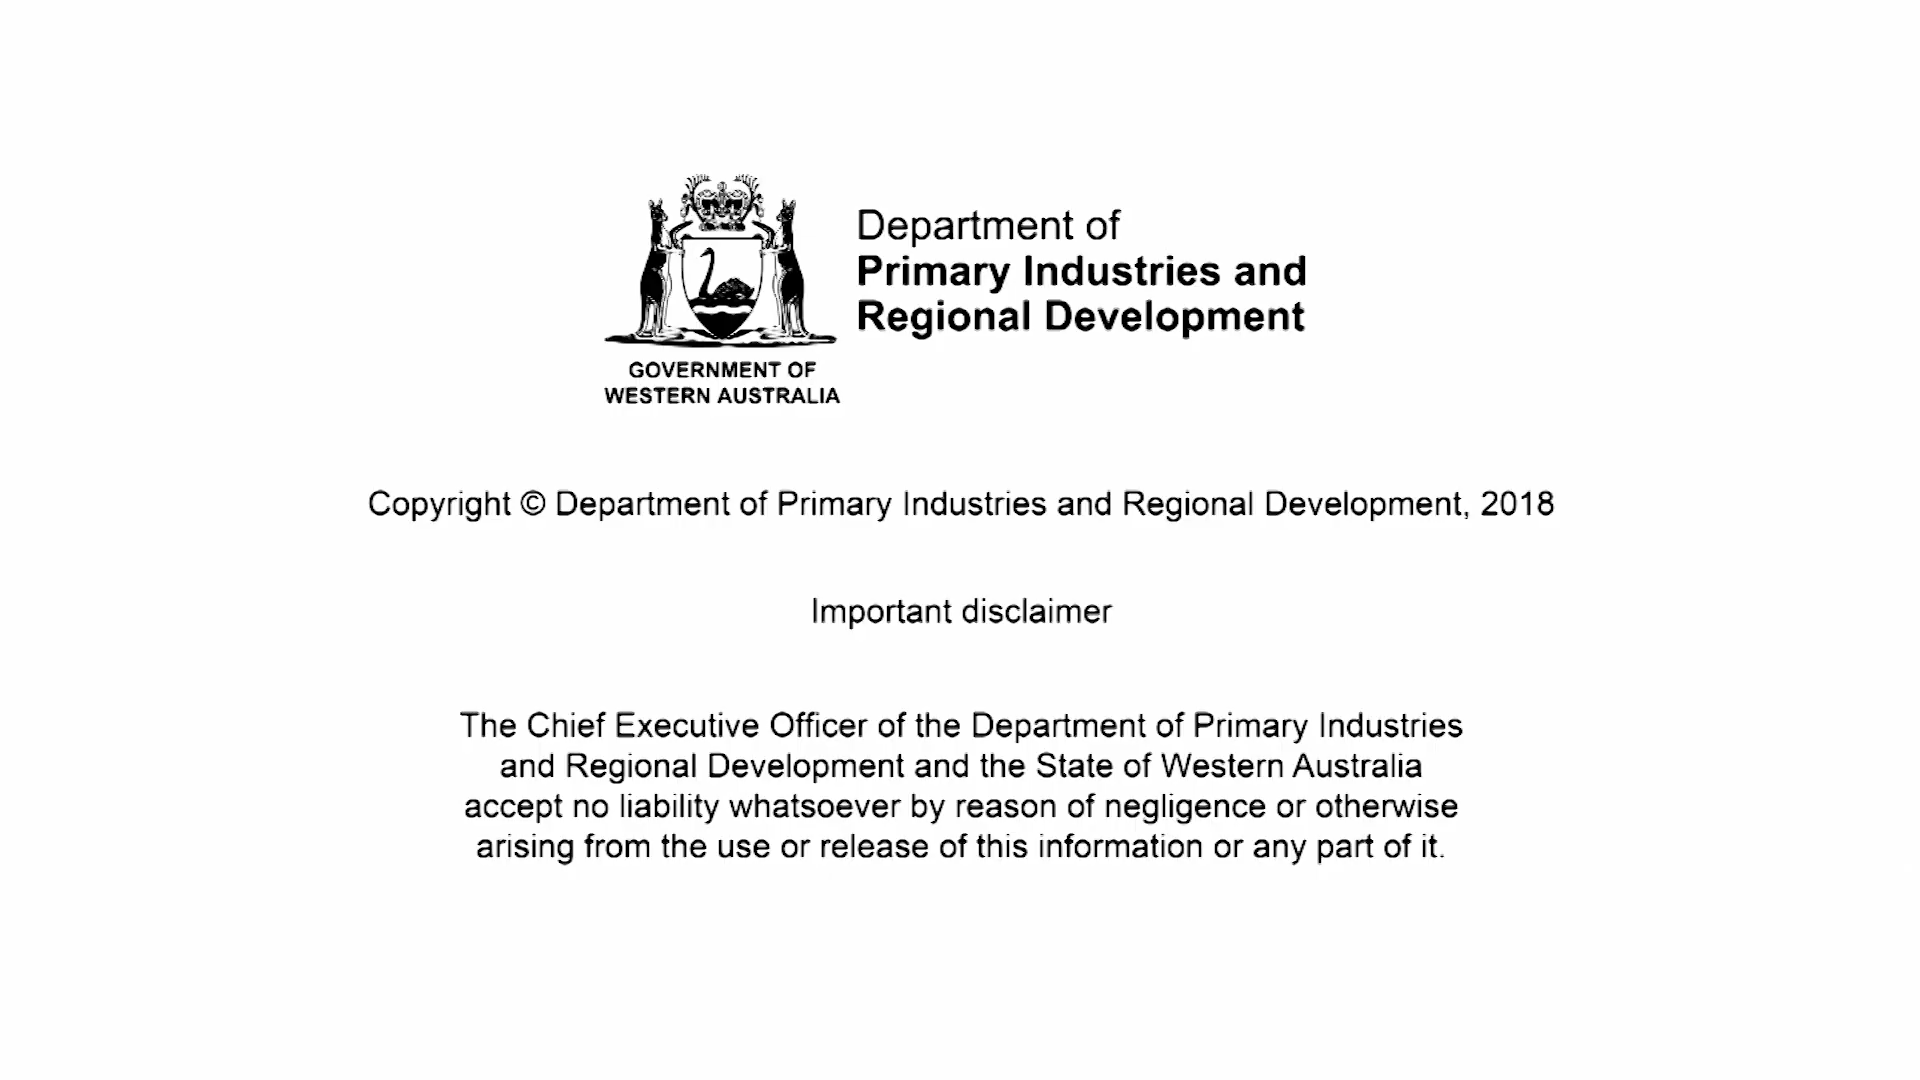 Department of
Primary Industries and
Regional Development
GOVERNMENT OF
WESTERN AUSTRALIA
Copyright © Department of Primary Industries and Regional Development, 2018
Important disclaimer
The Chief Executive Officer of the Department of Primary Industries
and Regional Development and the State of Western Australia
accept no liability whatsoever by reason of negligence or otherwise
arising from the use or release of this information or any part of it.